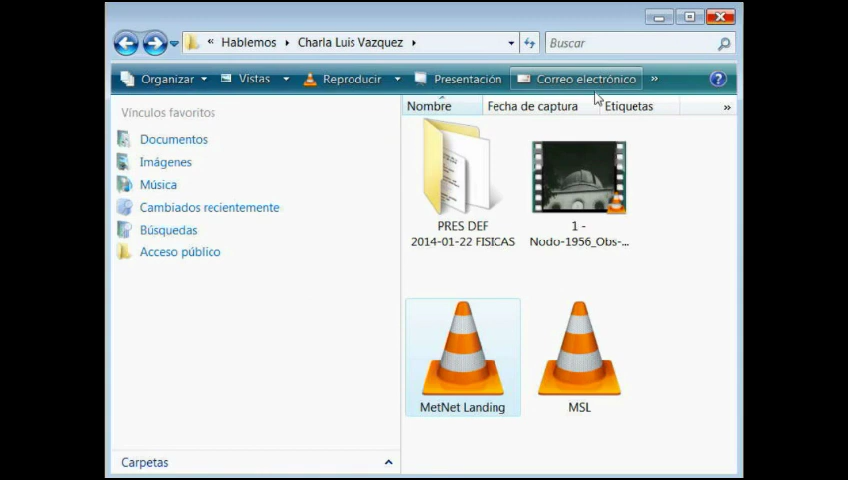 « Hablemos › Charla Luis Vazquez ›
Buscar
Organizar Vistas Reproducir Presentación Correo electrónico »
Vínculos favoritos
Documentos
Imágenes
Música
Cambiados recientemente
Búsquedas
Acceso público
Nombre Fecha de captura Etiquetas »
PRES DEF
2014-01-22 FISICAS
1 -
Nodo-1956_Obs-...
MetNet Landing
MSL
Carpetas